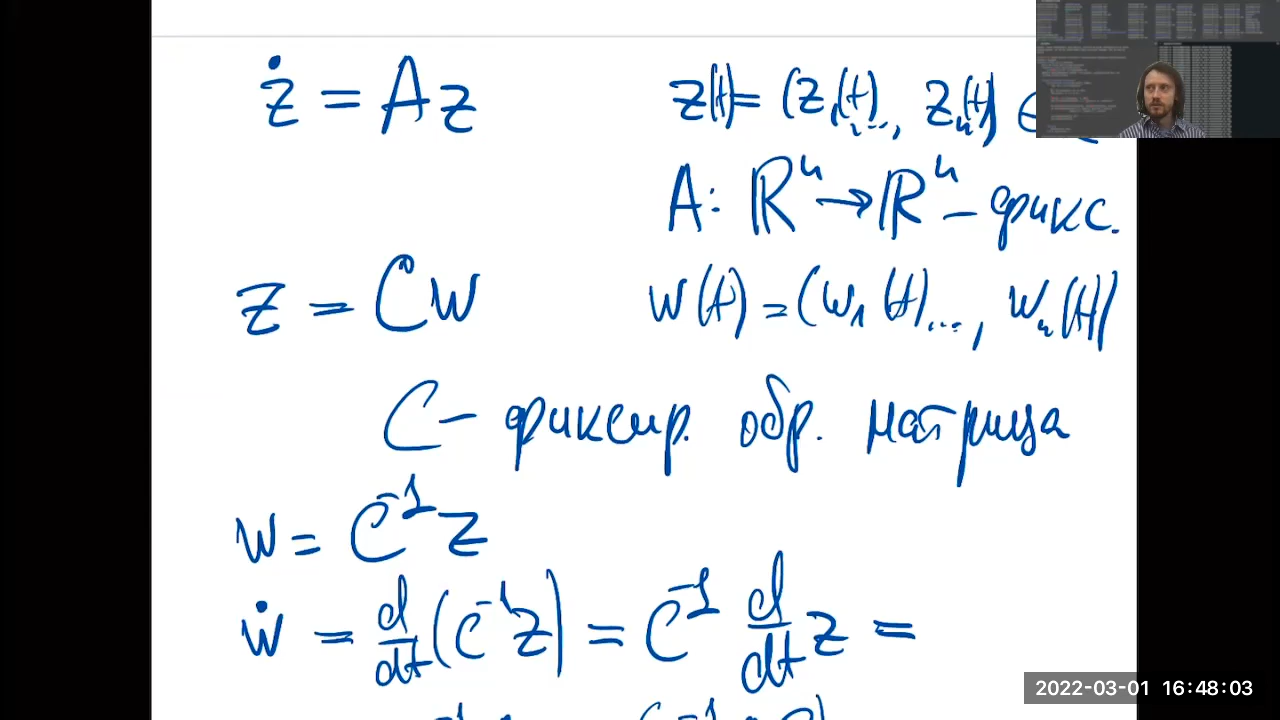 ż = Az
z(t) = (z₁(t), ..., zₙ(t)) ∈
A: ℝⁿ → ℝⁿ – фикс.
z = Cw
w(t) = (w₁(t), ..., wₙ(t))
C – фиксир. обр. матрица
w = C⁻¹z
ẇ = d/dt (C⁻¹z) = C⁻¹ d/dt z =
2022-03-01 16:48:03